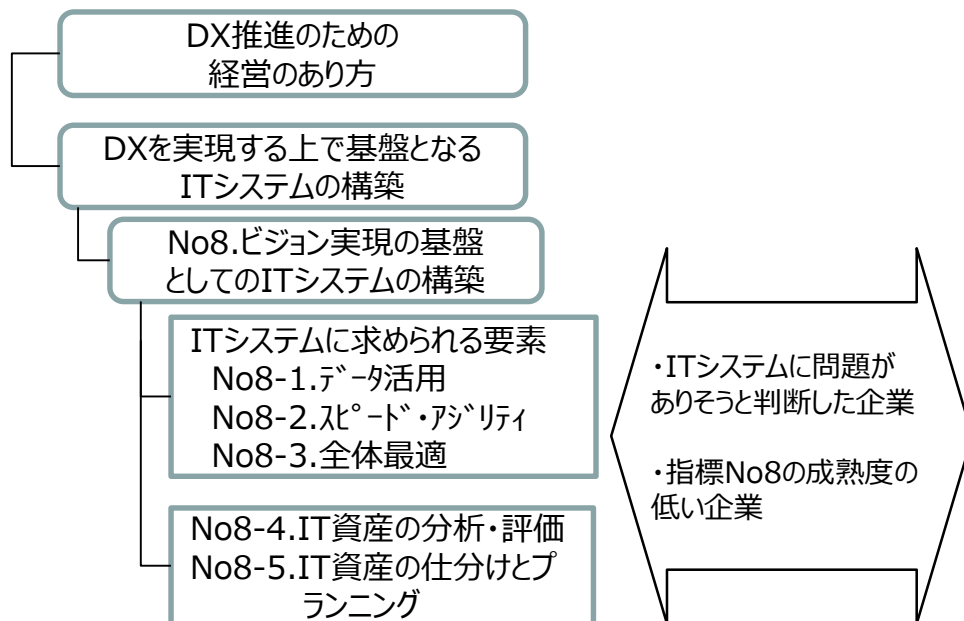 DX推進のための
経営のあり方
DXを実現する上で基盤となる
ITシステムの構築
No8.ビジョン実現の基盤
としてのITシステムの構築
ITシステムに求められる要素
No8-1.ﾃﾞｰﾀ活用
No8-2.ｽﾋﾟｰﾄﾞ・ｱｼﾞﾘﾃｨ
No8-3.全体最適
No8-4.IT資産の分析・評価
No8-5.IT資産の仕分けとプ
ランニング
・ITシステムに問題が
ありそうと判断した企業
・指標No8の成熟度の
低い企業